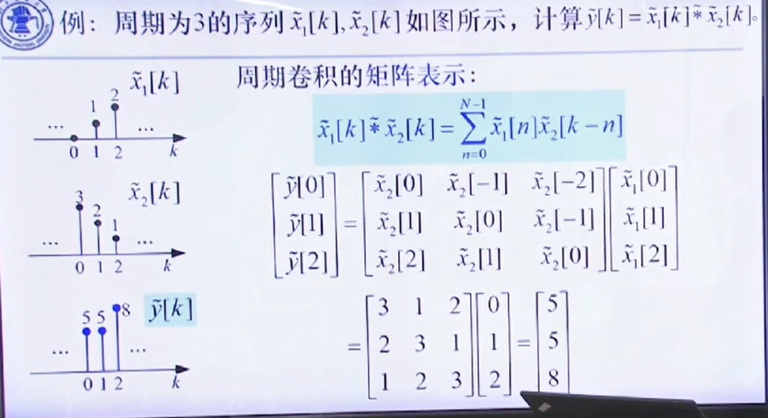 例：周期为3的序列 x̃₁[k], x̃₂[k] 如图所示，计算 ỹ[k] = x̃₁[k] *̃ x̃₂[k]。
x̃₁[k]
1 2
... ...
0 1 2 k
x̃₂[k]
3 2 1
... ...
0 1 2 k
ỹ[k]
5 5 8
... ...
0 1 2 k
周期卷积的矩阵表示：
x̃₁[k] *̃ x̃₂[k] = ∑_{n=0}^{N−1} x̃₁[n] x̃₂[k−n]
[ỹ[0]] [x̃₂[0] x̃₂[−1] x̃₂[−2]] [x̃₁[0]]
[ỹ[1]] = [x̃₂[1] x̃₂[0] x̃₂[−1]] [x̃₁[1]]
[ỹ[2]] [x̃₂[2] x̃₂[1] x̃₂[0]] [x̃₁[2]]
[3 1 2] [0] [5]
= [2 3 1] [1] = [5]
[1 2 3] [2] [8]